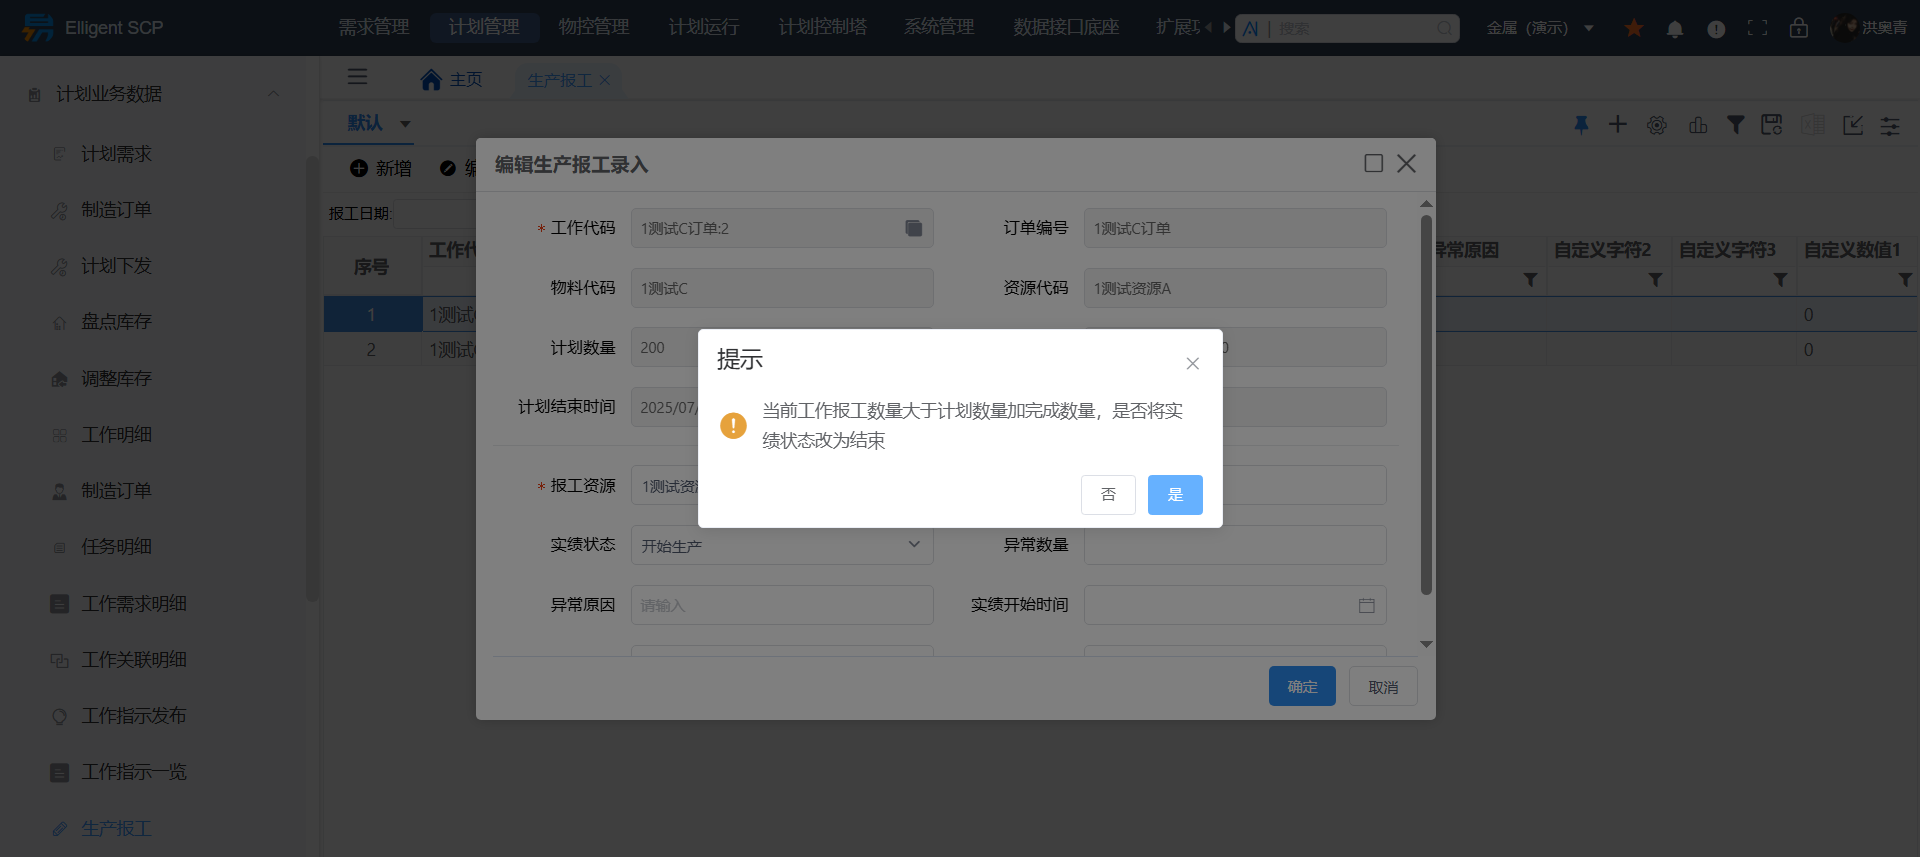 Elligent SCP
需求管理
计划管理
物控管理
计划运行
计划控制塔
系统管理
数据接口底座
扩展
搜索
金属（演示）
洪奥青
计划业务数据
计划需求
制造订单
计划下发
盘点库存
调整库存
工作明细
制造订单
任务明细
工作需求明细
工作关联明细
工作指示发布
工作指示一览
生产报工
主页
生产报工
默认
新增
报工日期:
序号
异常原因
自定义字符2
自定义字符3
自定义数值1
1
1测试
0
2
1测试
0
编辑生产报工录入
* 工作代码
1测试C订单:2
订单编号
1测试C订单
物料代码
1测试C
资源代码
1测试资源A
计划数量
200
0
计划结束时间
2025/07/
* 报工资源
1测试资
实绩状态
开始生产
异常数量
异常原因
请输入
实绩开始时间
确定
取消
提示
当前工作报工数量大于计划数量加完成数量，是否将实
绩状态改为结束
否
是